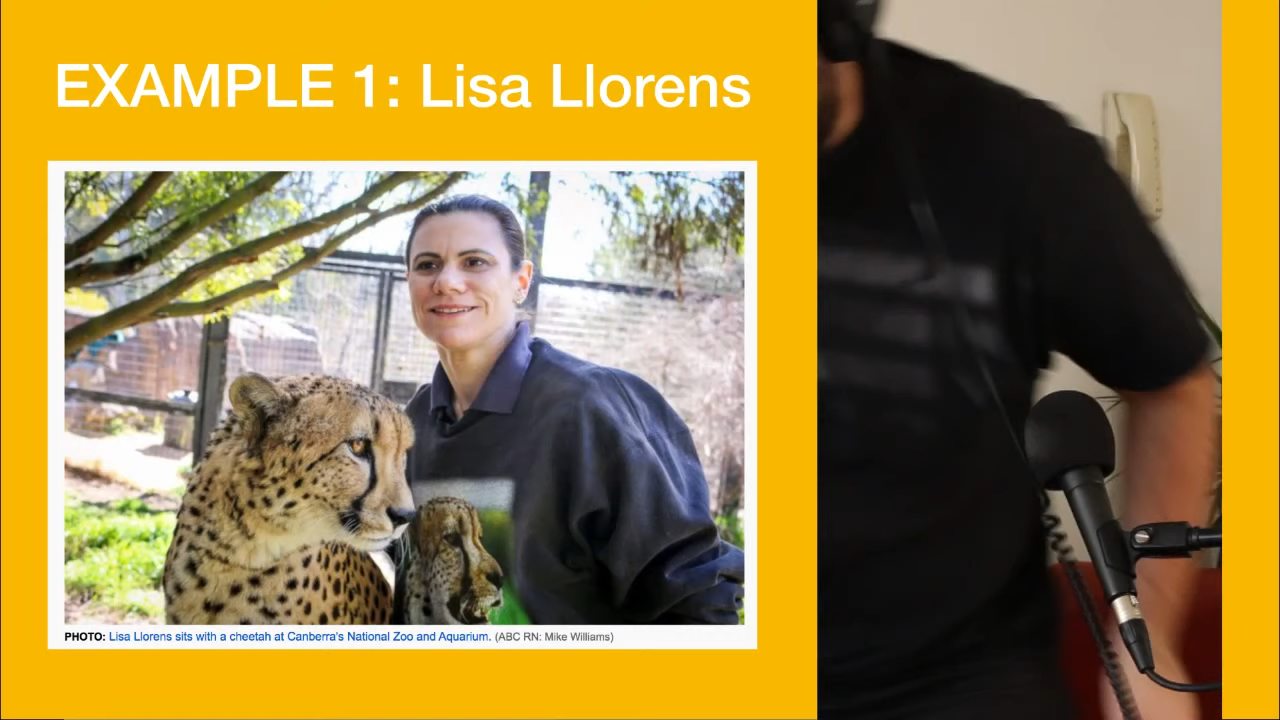 EXAMPLE 1: Lisa Llorens
PHOTO: Lisa Llorens sits with a cheetah at Canberra's National Zoo and Aquarium. (ABC RN: Mike Williams)